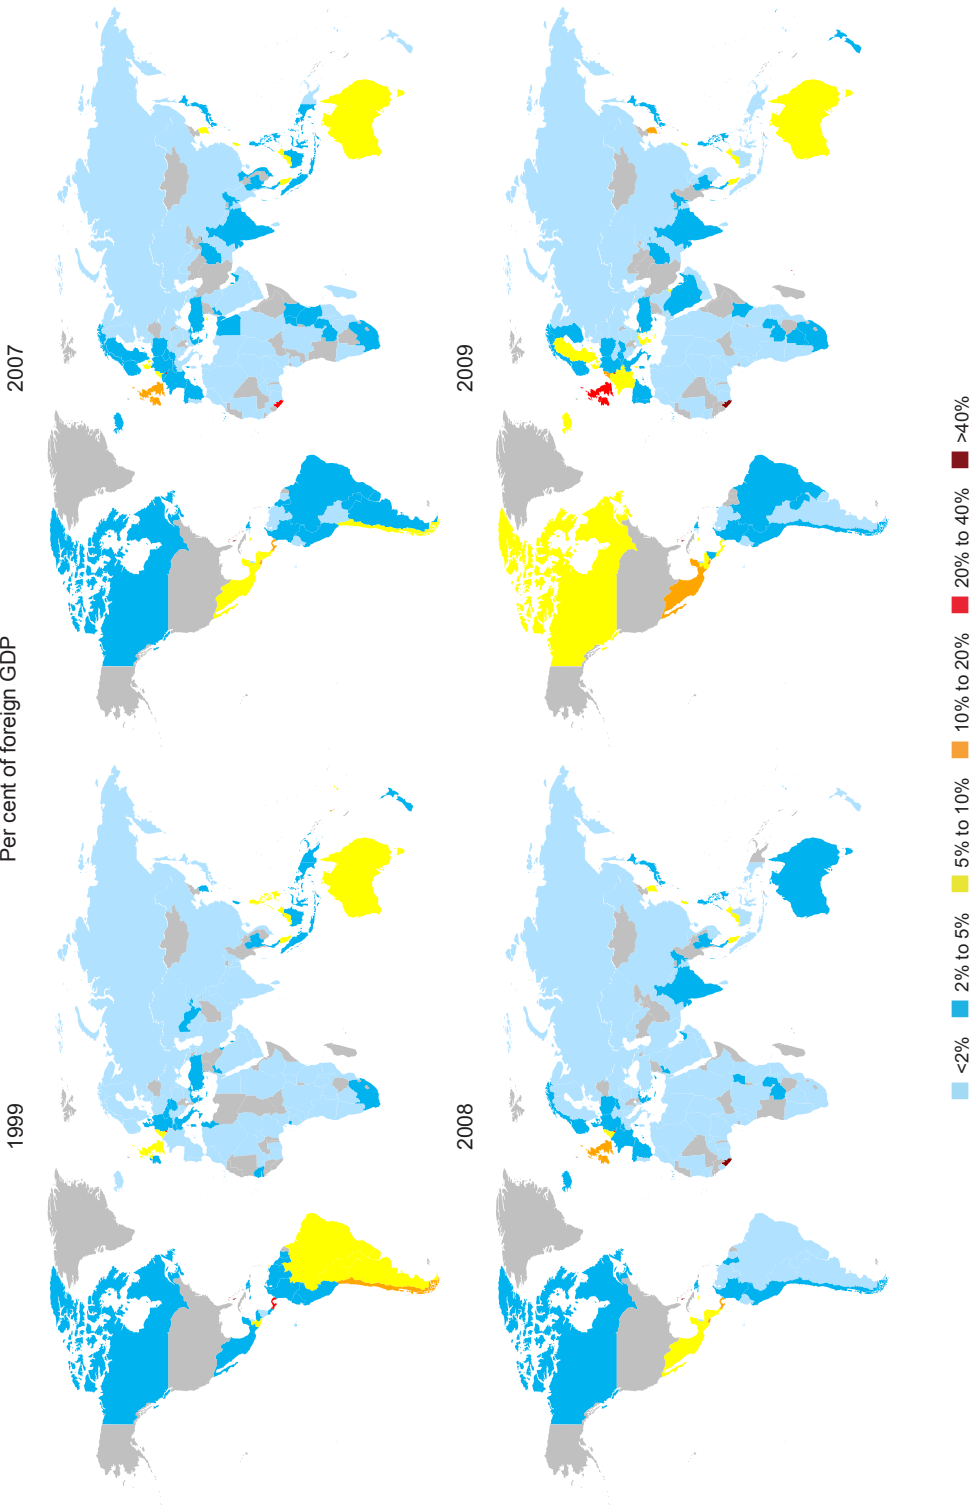 Per cent of foreign GDP
1999
2007
2008
2009
<2%
2% to 5%
5% to 10%
10% to 20%
20% to 40%
>40%